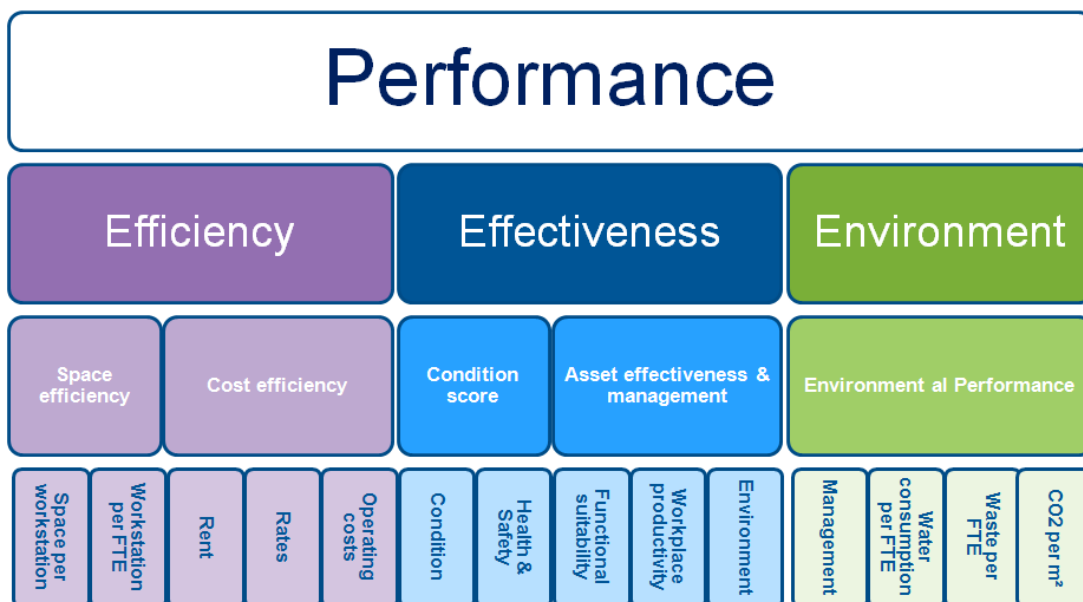 Performance
Efficiency
Effectiveness
Environment
Space
efficiency
Cost efficiency
Condition
score
Asset effectiveness &
management
Environment al Performance
Space per
workstation
Workstation
per FTE
Rent
Rates
Operating
costs
Condition
Health &
Safety
Functional
suitability
Workplace
productivity
Environment
Management
Water
consumption
per FTE
Waste per
FTE
CO2 per m²